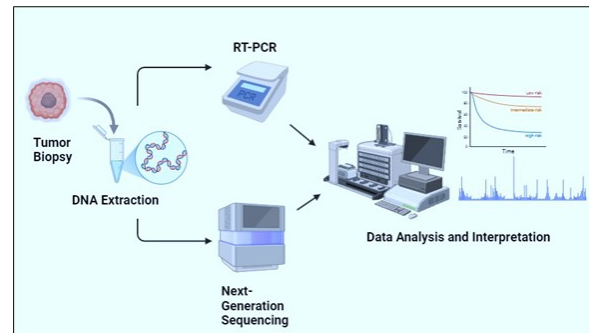 RT-PCR
PCR
Tumor
Biopsy
DNA Extraction
Next-
Generation
Sequencing
Low risk
Intermediate risk
High risk
Survival
Time
Data Analysis and Interpretation